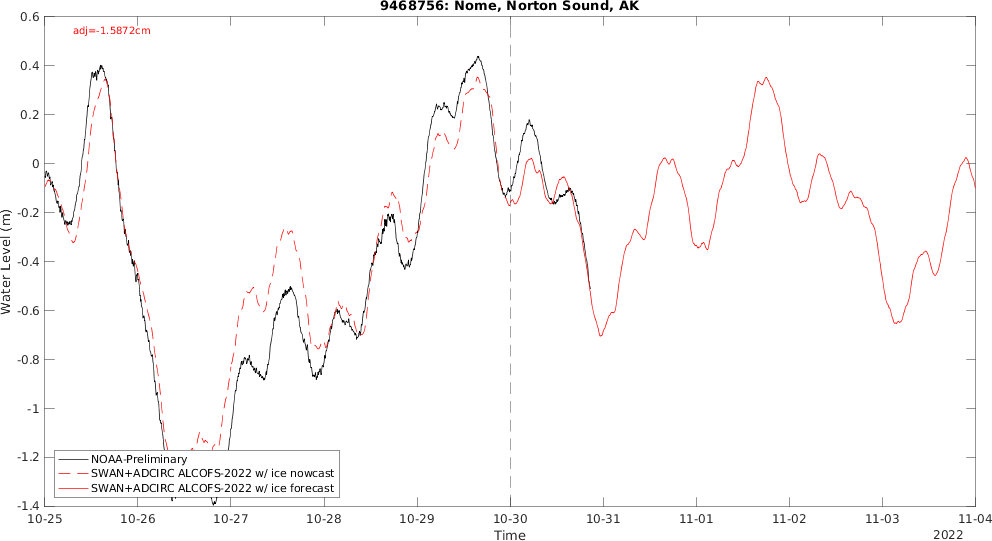 9468756: Nome, Norton Sound, AK
adj=-1.5872cm
0.6
0.4
0.2
0
-0.2
-0.4
-0.6
-0.8
-1
-1.2
-1.4
Water Level (m)
NOAA-Preliminary
SWAN+ADCIRC ALCOFS-2022 w/ ice nowcast
SWAN+ADCIRC ALCOFS-2022 w/ ice forecast
10-25 10-26 10-27 10-28 10-29 10-30 10-31 11-01 11-02 11-03 11-04
Time
2022